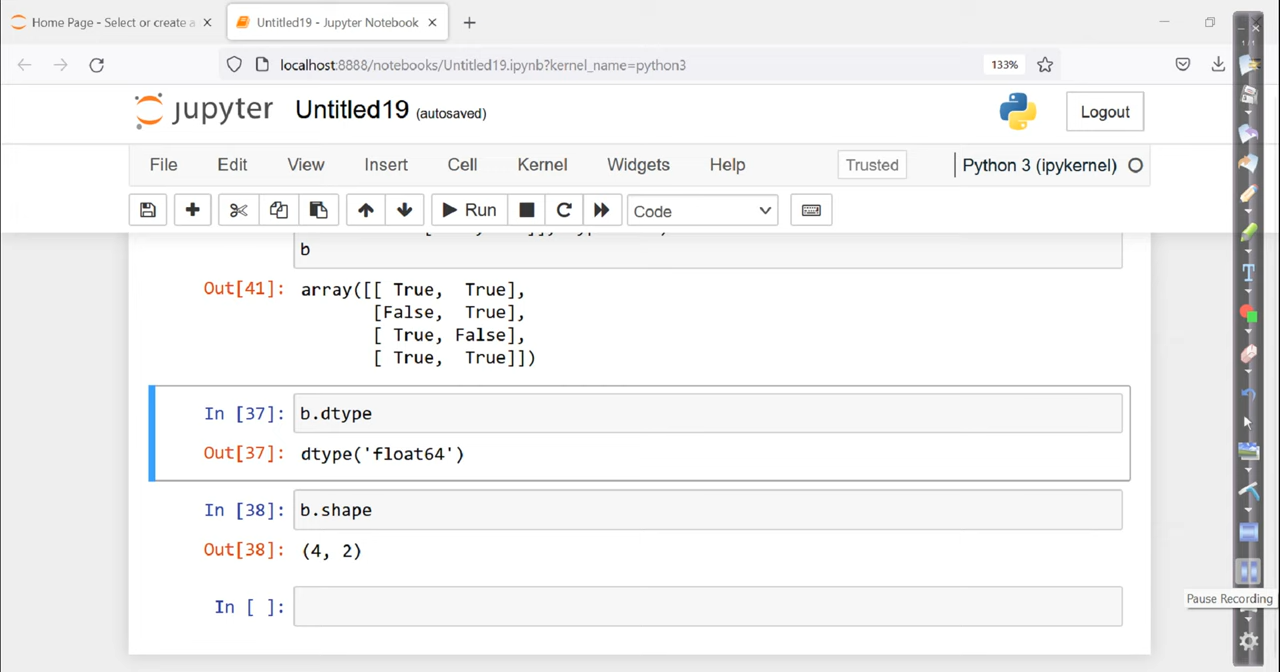 Home Page - Select or create a
Untitled19 - Jupyter Notebook
localhost:8888/notebooks/Untitled19.ipynb?kernel_name=python3
133%
jupyter Untitled19 (autosaved)
Logout
File Edit View Insert Cell Kernel Widgets Help
Trusted
Python 3 (ipykernel)
Run
Code
b
Out[41]: array([[ True,  True],
[False,  True],
[ True, False],
[ True,  True]])
In [37]: b.dtype
Out[37]: dtype('float64')
In [38]: b.shape
Out[38]: (4, 2)
Pause Recording
In [ ]: